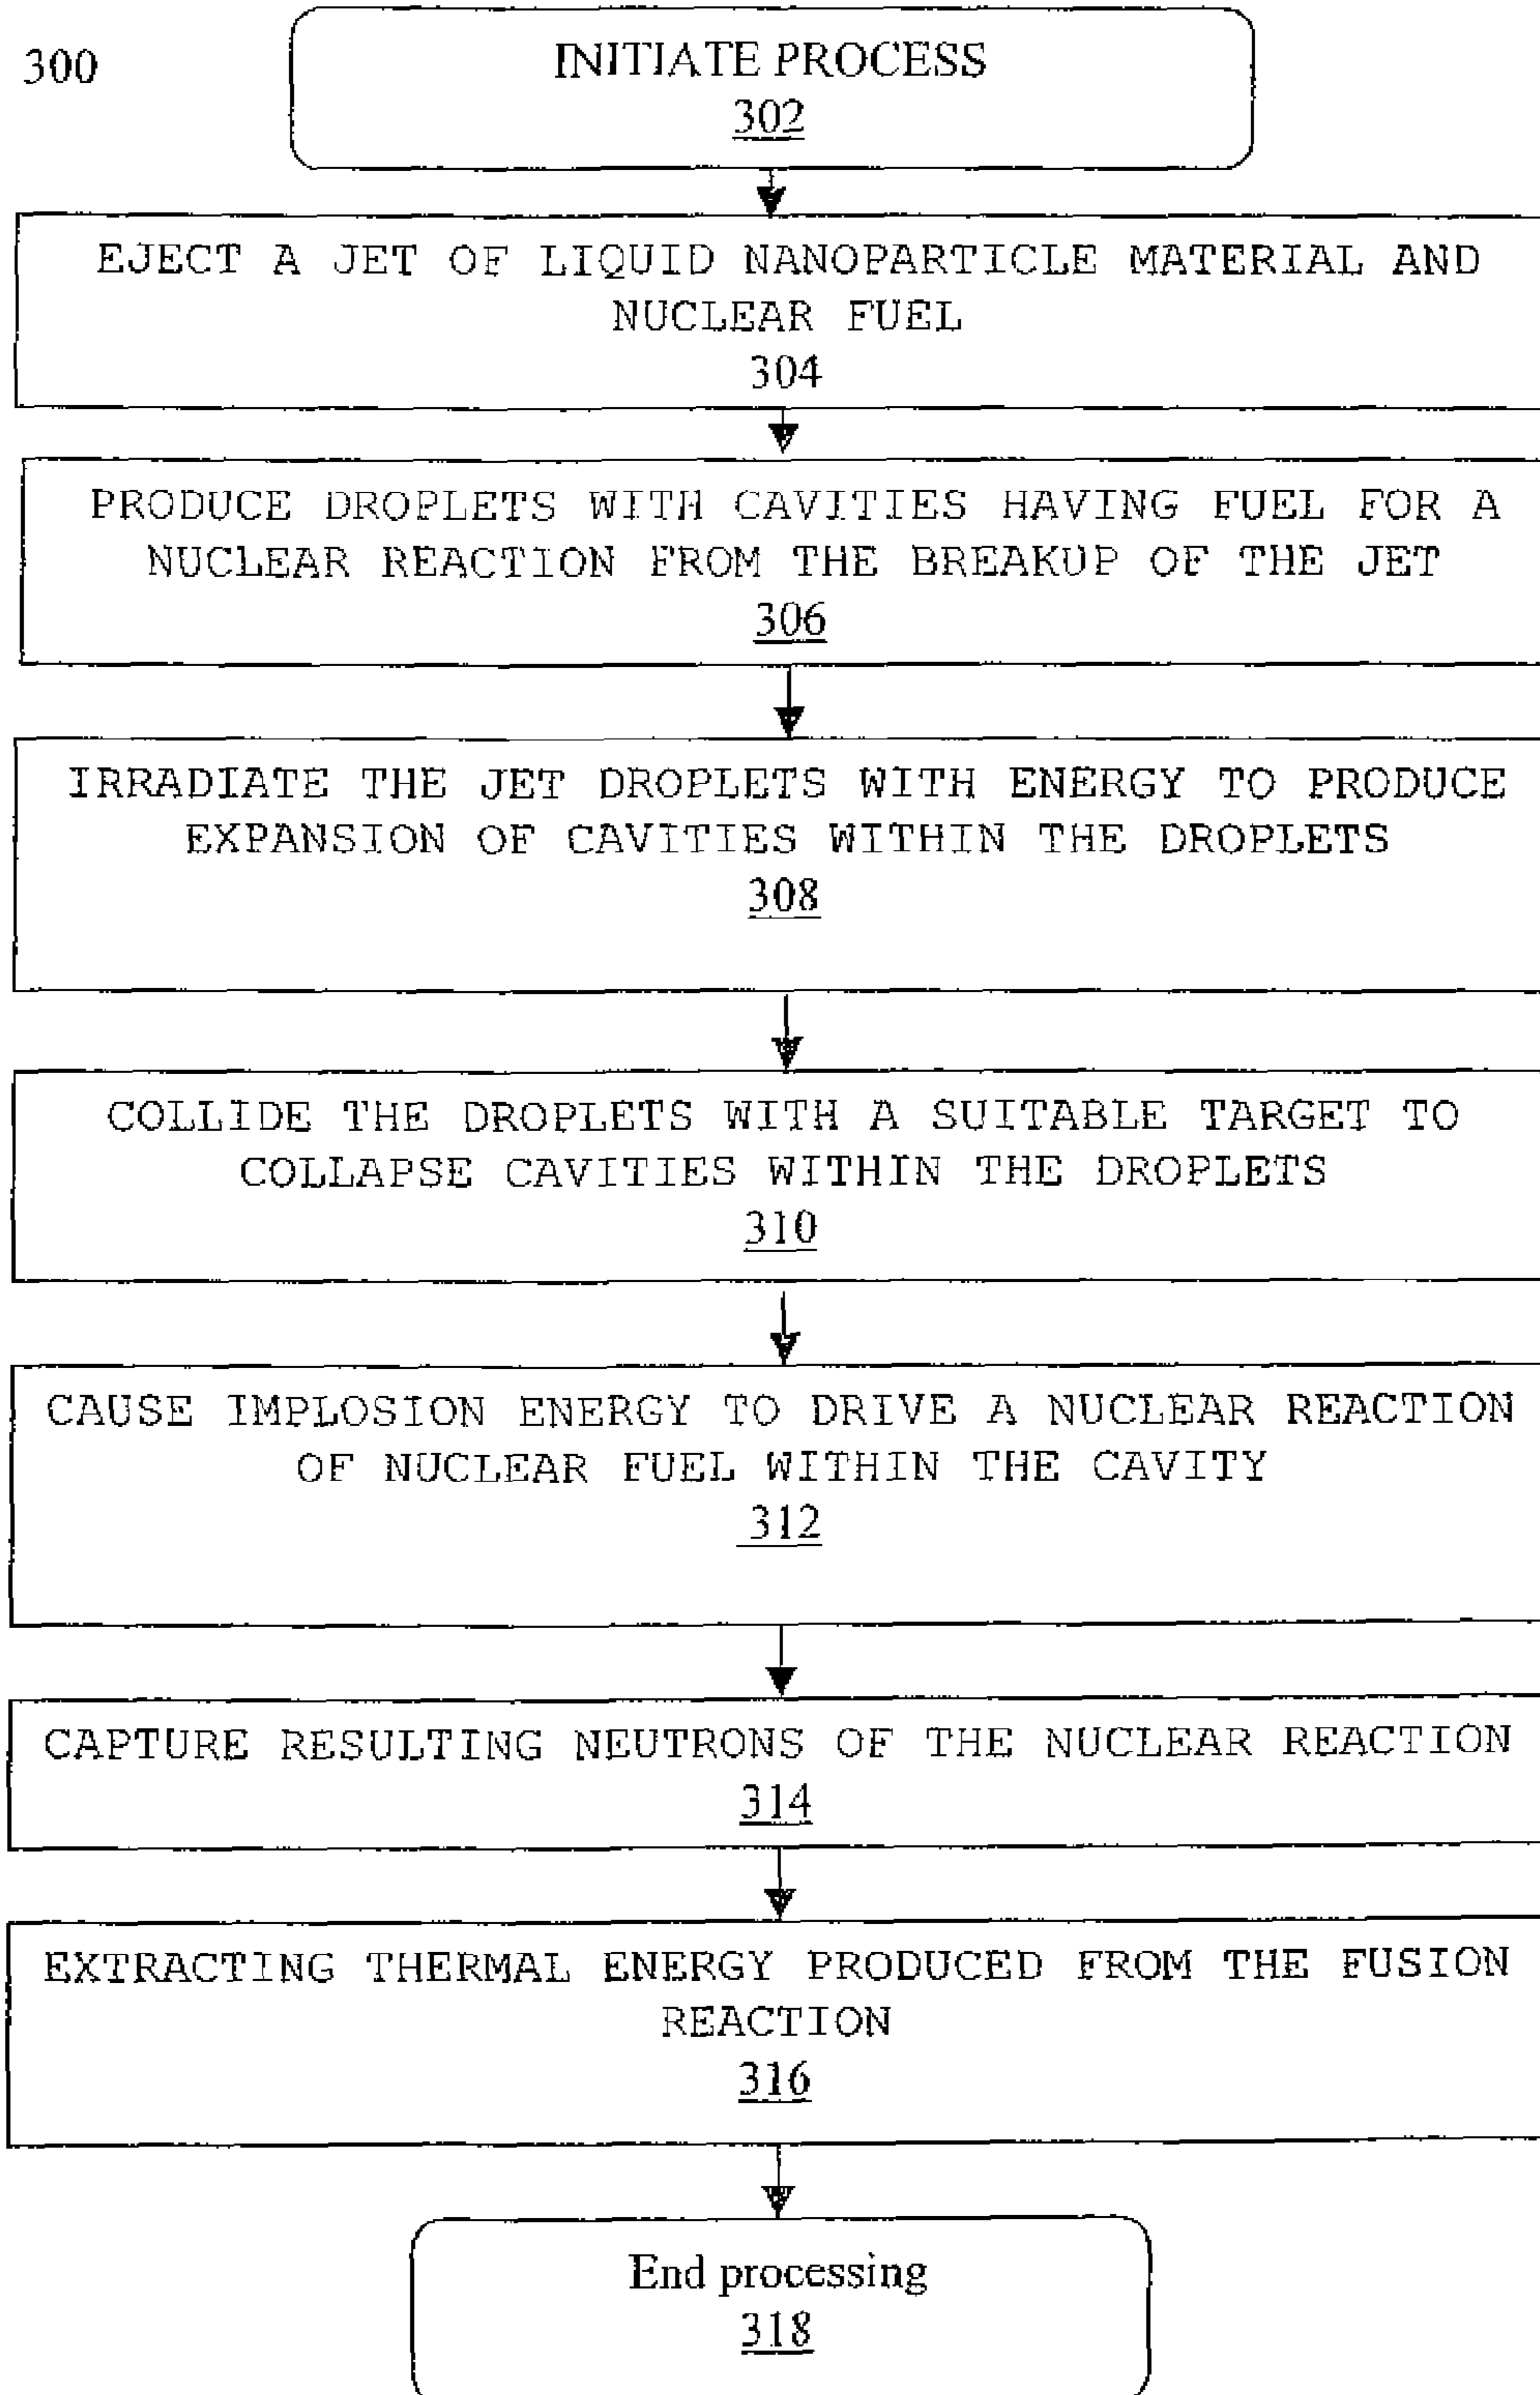 300
INITIATE PROCESS
302
EJECT A JET OF LIQUID NANOPARTICLE MATERIAL AND
NUCLEAR FUEL
304
PRODUCE DROPLETS WITH CAVITIES HAVING FUEL FOR A
NUCLEAR REACTION FROM THE BREAKUP OF THE JET
306
IRRADIATE THE JET DROPLETS WITH ENERGY TO PRODUCE
EXPANSION OF CAVITIES WITHIN THE DROPLETS
308
COLLIDE THE DROPLETS WITH A SUITABLE TARGET TO
COLLAPSE CAVITIES WITHIN THE DROPLETS
310
CAUSE IMPLOSION ENERGY TO DRIVE A NUCLEAR REACTION
OF NUCLEAR FUEL WITHIN THE CAVITY
312
CAPTURE RESULTING NEUTRONS OF THE NUCLEAR REACTION
314
EXTRACTING THERMAL ENERGY PRODUCED FROM THE FUSION
REACTION
316
End processing
318